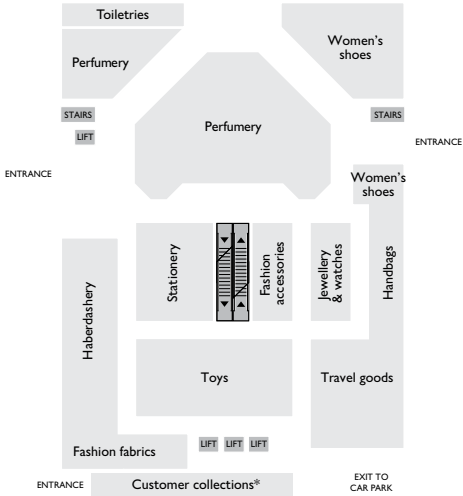 Toiletries
Perfumery
Women's
shoes
Perfumery
STAIRS
LIFT
STAIRS
ENTRANCE
ENTRANCE
Women's
shoes
Stationery
Fashion
accessories
Jewellery
& watches
Handbags
Haberdashery
Toys
Travel goods
LIFT LIFT LIFT
Fashion fabrics
ENTRANCE
Customer collections*
EXIT TO
CAR PARK